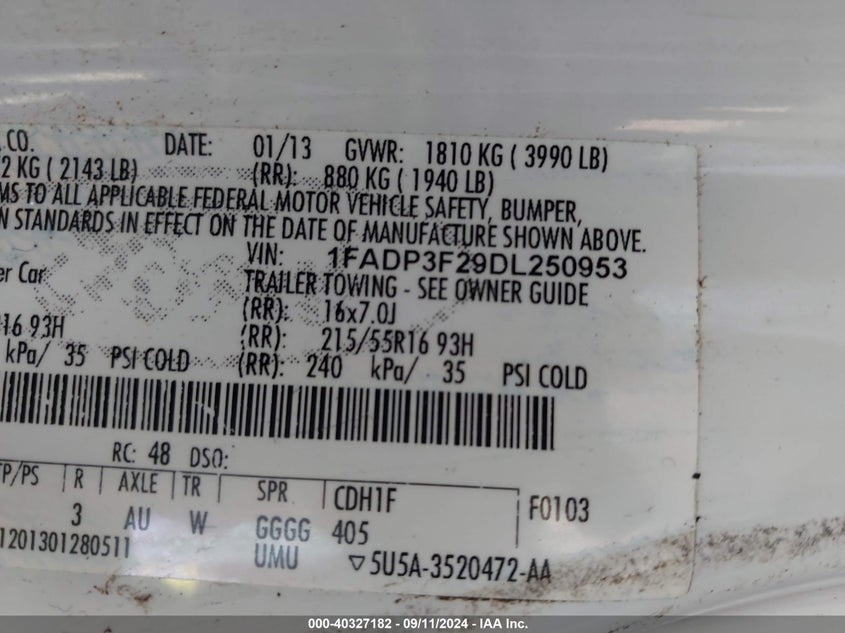 CO. DATE: 01/13 GVWR: 1810 KG ( 3990 LB)
2 KG ( 2143 LB) (RR): 880 KG ( 1940 LB)
MS TO ALL APPLICABLE FEDERAL MOTOR VEHICLE SAFETY, BUMPER,
N STANDARDS IN EFFECT ON THE DATE OF MANUFACTURE SHOWN ABOVE.
VIN: 1FADP3F29DL250953
er Car TRAILER TOWING - SEE OWNER GUIDE
(RR): 16x7.0J
16 93H (RR): 215/55R16 93H
kPa/ 35 PSI COLD (RR): 240 kPa/ 35 PSI COLD
RC: 48 DSO:
TP/PS R AXLE TR SPR CDH1F F0103
3 AU W GGGG 405
1201301280511 UMU ▽5U5A-3520472-AA
000-40327182 - 09/11/2024 - IAA Inc.